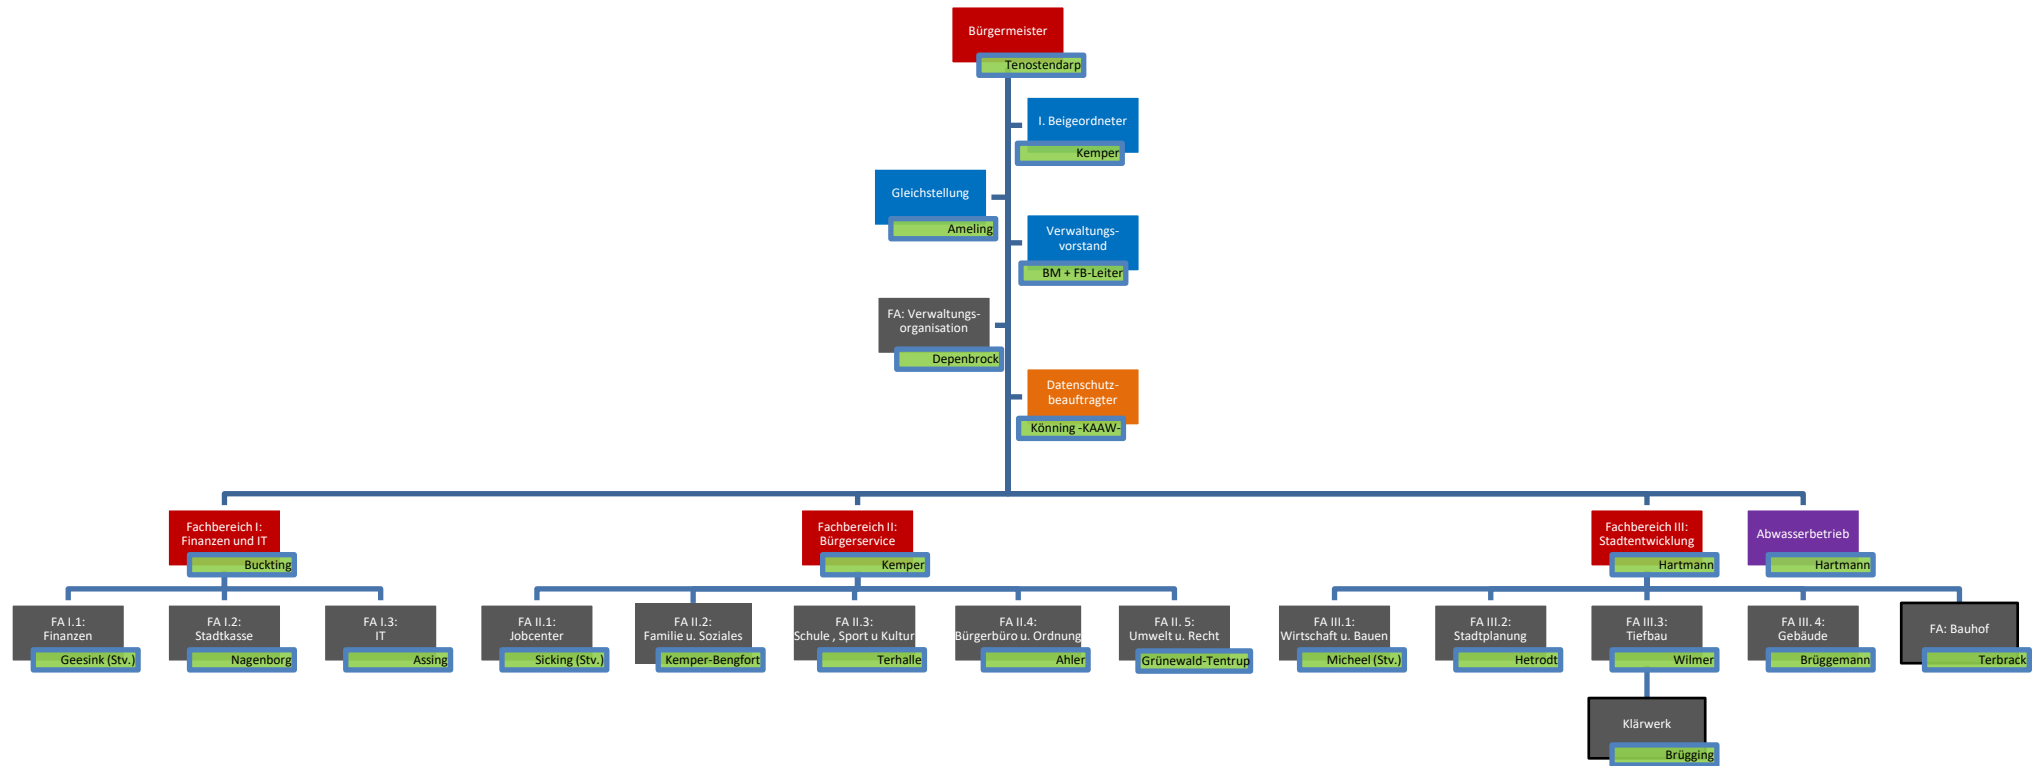 Bürgermeister
Tenostendarp
I. Beigeordneter
Kemper
Gleichstellung
Ameling
Verwaltungs-
vorstand
BM + FB-Leiter
FA: Verwaltungs-
organisation
Depenbrock
Datenschutz-
beauftragter
Könning -KAAW-
Fachbereich I:
Finanzen und IT
Buckting
Fachbereich II:
Bürgerservice
Kemper
Fachbereich III:
Stadtentwicklung
Hartmann
Abwasserbetrieb
Hartmann
FA I.1:
Finanzen
Geesink (Stv.)
FA I.2:
Stadtkasse
Nagenborg
FA I.3:
IT
Assing
FA II.1:
Jobcenter
Sicking (Stv.)
FA II.2:
Familie u. Soziales
Kemper-Bengfort
FA II.3:
Schule , Sport u Kultur
Terhalle
FA II.4:
Bürgerbüro u. Ordnung
Ahler
FA II. 5:
Umwelt u. Recht
Grünewald-Tentrup
FA III.1:
Wirtschaft u. Bauen
Micheel (Stv.)
FA III.2:
Stadtplanung
Hetrodt
FA III.3:
Tiefbau
Wilmer
FA III. 4:
Gebäude
Brüggemann
FA: Bauhof
Terbrack
Klärwerk
Brügging